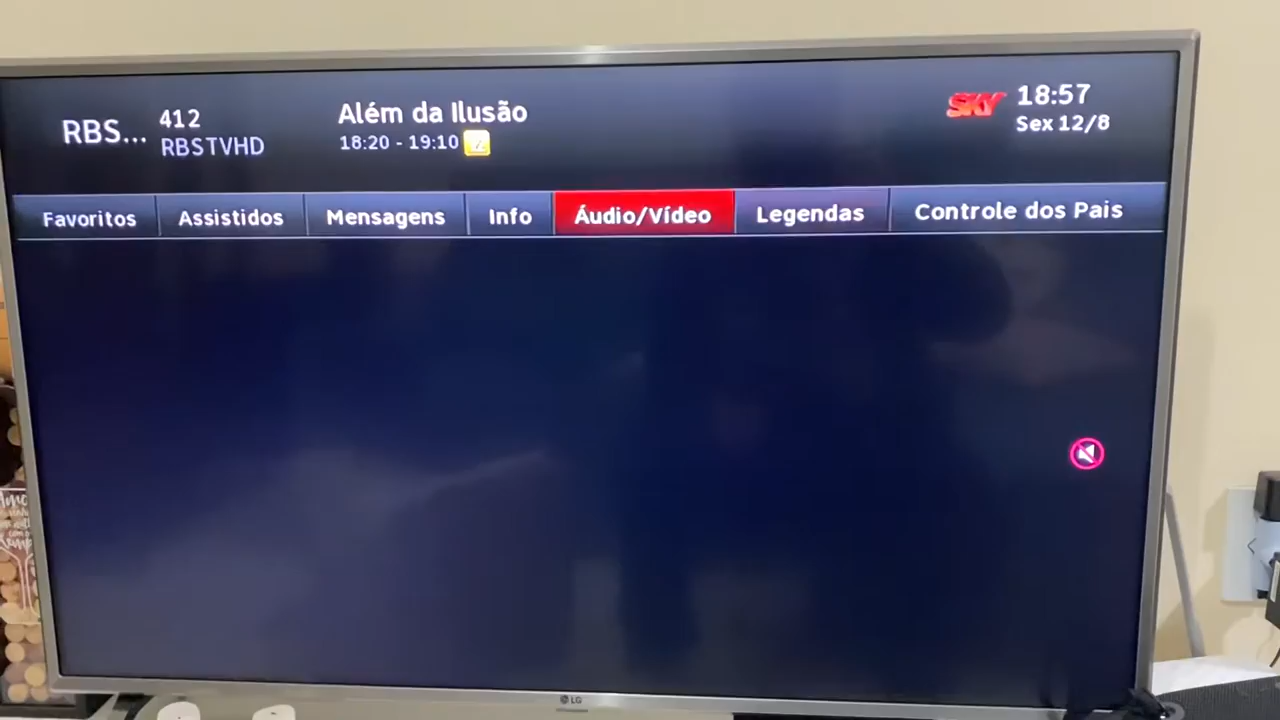 RBS...
412
RBSTVHD
Além da Ilusão
18:20 - 19:10
12
SKY
18:57
Sex 12/8
Favoritos
Assistidos
Mensagens
Info
Áudio/Vídeo
Legendas
Controle dos Pais
LG